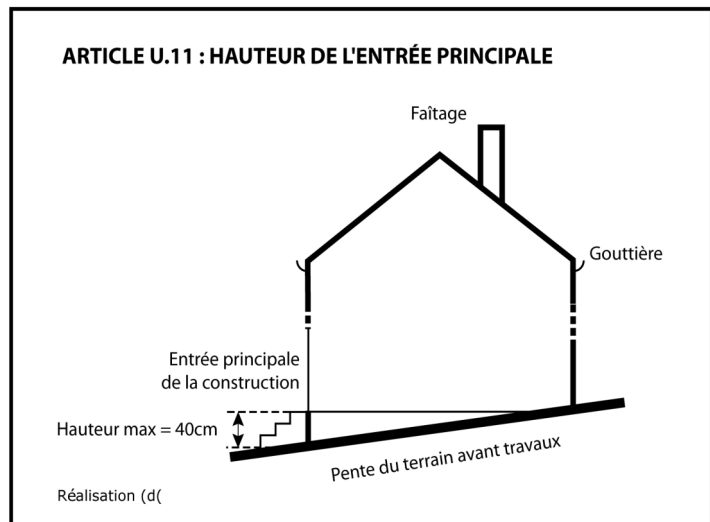 ARTICLE U.11 : HAUTEUR DE L'ENTRÉE PRINCIPALE
Faîtage
Gouttière
Entrée principale
de la construction
Hauteur max = 40cm
Pente du terrain avant travaux
Réalisation (d(